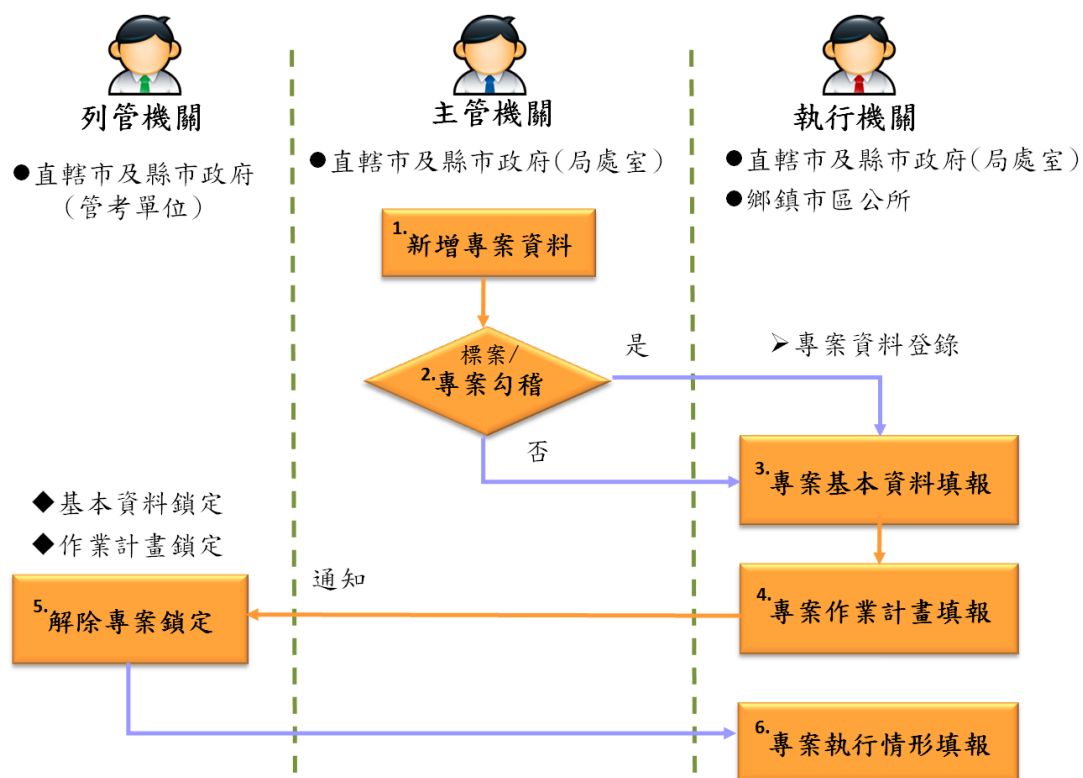 列管機關
●直轄市及縣市政府
(管考單位)
主管機關
●直轄市及縣市政府(局處室)
執行機關
●直轄市及縣市政府(局處室)
●鄉鎮市區公所
1.新增專案資料
標案/
2.專案勾稽
是
➢專案資料登錄
否
3.專案基本資料填報
◆基本資料鎖定
◆作業計畫鎖定
通知
4.專案作業計畫填報
5.解除專案鎖定
6.專案執行情形填報